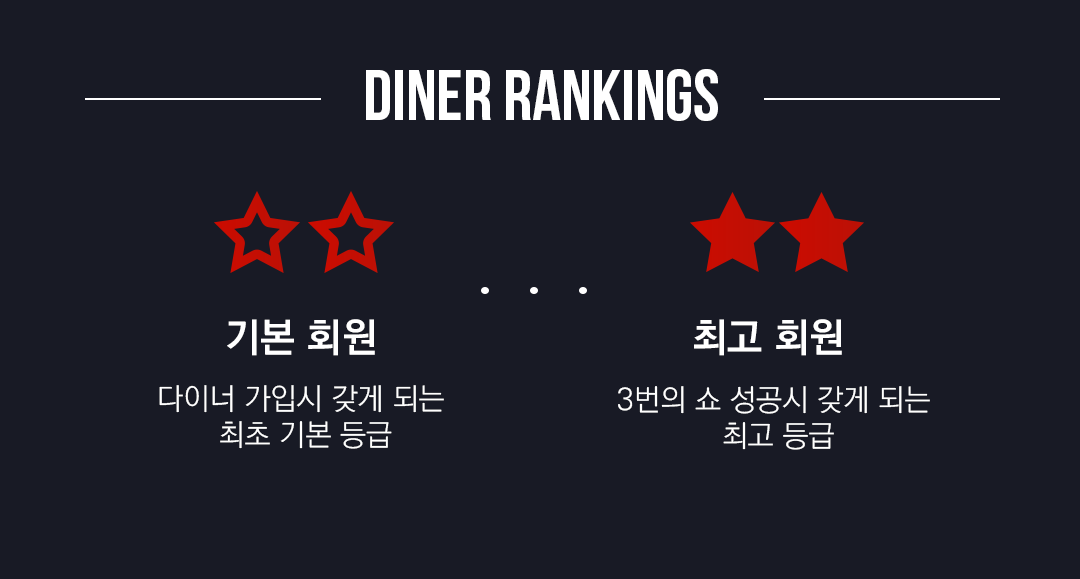 DINER RANKINGS
기본 회원
다이너 가입시 갖게 되는
최초 기본 등급
. . .
최고 회원
3번의 쇼 성공시 갖게 되는
최고 등급